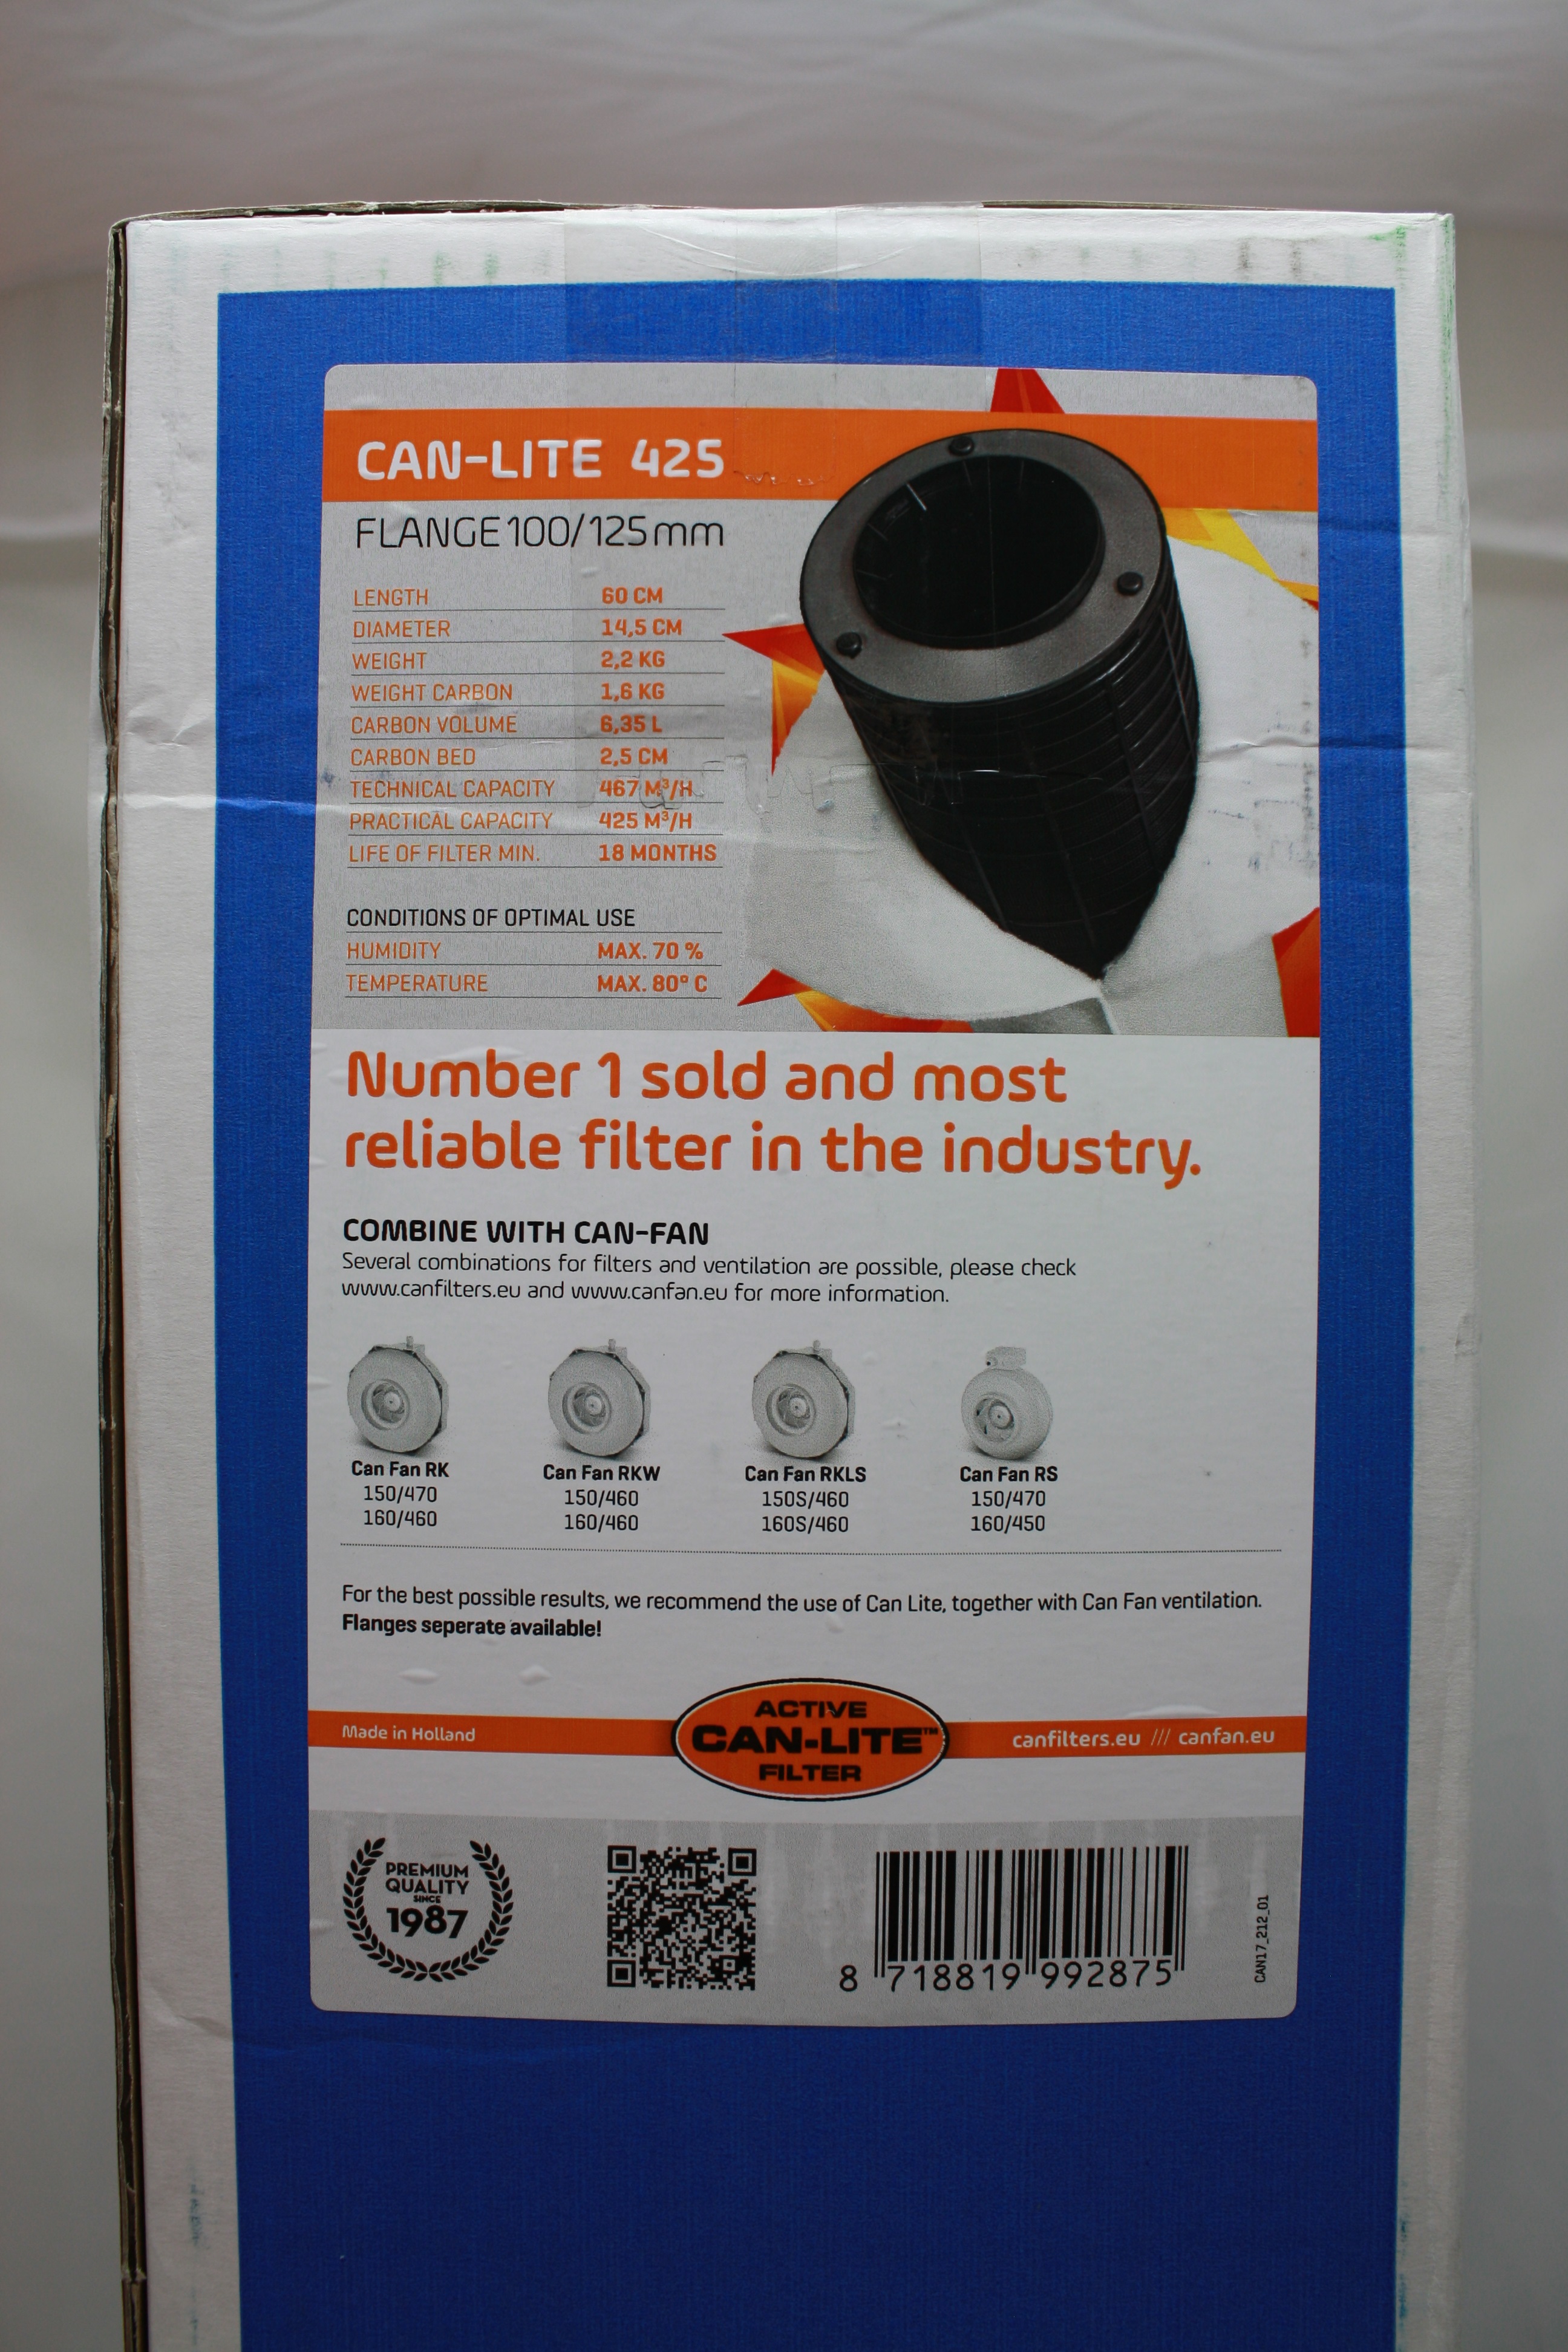 CAN-LITE 425
FLANGE 100/125 mm
LENGTH 60 CM
DIAMETER 14,5 CM
WEIGHT 2,2 KG
WEIGHT CARBON 1,6 KG
CARBON VOLUME 6,35 L
CARBON BED 2,5 CM
TECHNICAL CAPACITY 467 M³/H
PRACTICAL CAPACITY 425 M³/H
LIFE OF FILTER MIN. 18 MONTHS
CONDITIONS OF OPTIMAL USE
HUMIDITY MAX. 70 %
TEMPERATURE MAX. 80° C
Number 1 sold and most
reliable filter in the industry.
COMBINE WITH CAN-FAN
Several combinations for filters and ventilation are possible, please check
www.canfilters.eu and www.canfan.eu for more information.
Can Fan RK
150/470
160/460
Can Fan RKW
150/460
160/460
Can Fan RKLS
150S/460
160S/460
Can Fan RS
150/470
160/450
For the best possible results, we recommend the use of Can Lite, together with Can Fan ventilation.
Flanges seperate available!
Made in Holland
ACTIVE
CAN-LITE™
FILTER
canfilters.eu /// canfan.eu
PREMIUM
QUALITY
SINCE
1987
8 718819 992875
CAN17_212_01